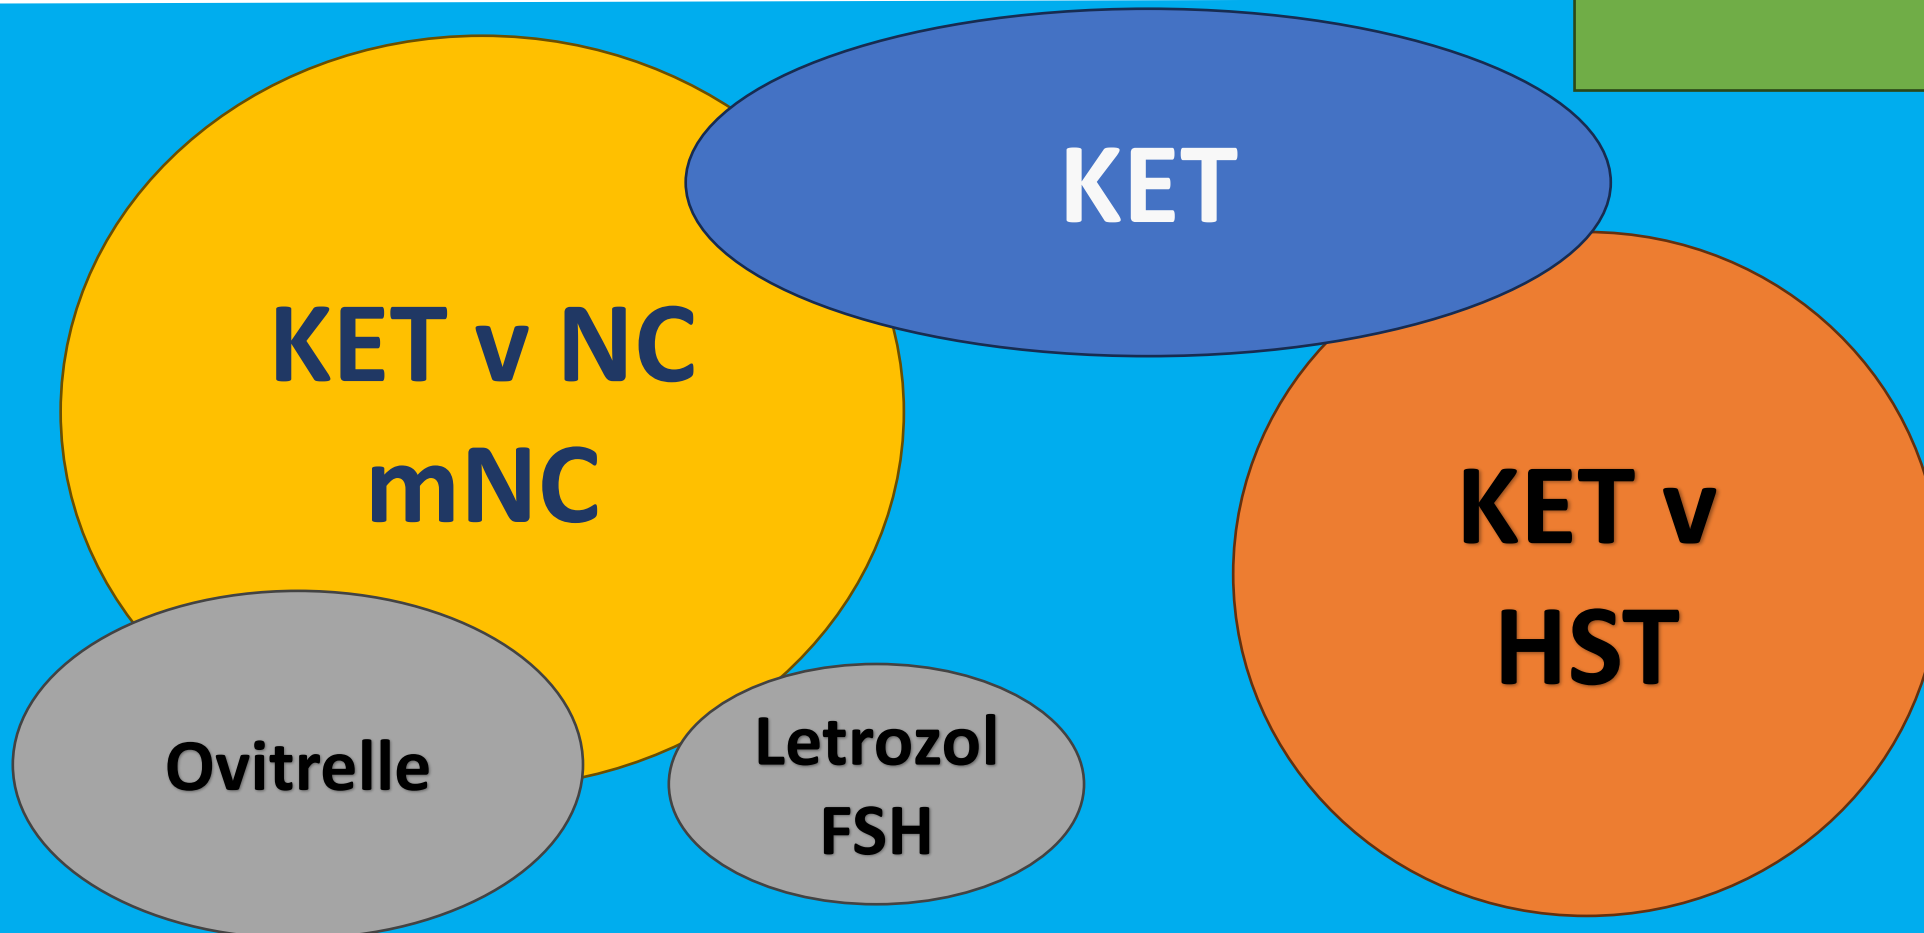 KET
KET v NC
mNC
KET v
HST
Ovitrelle
Letrozol
FSH